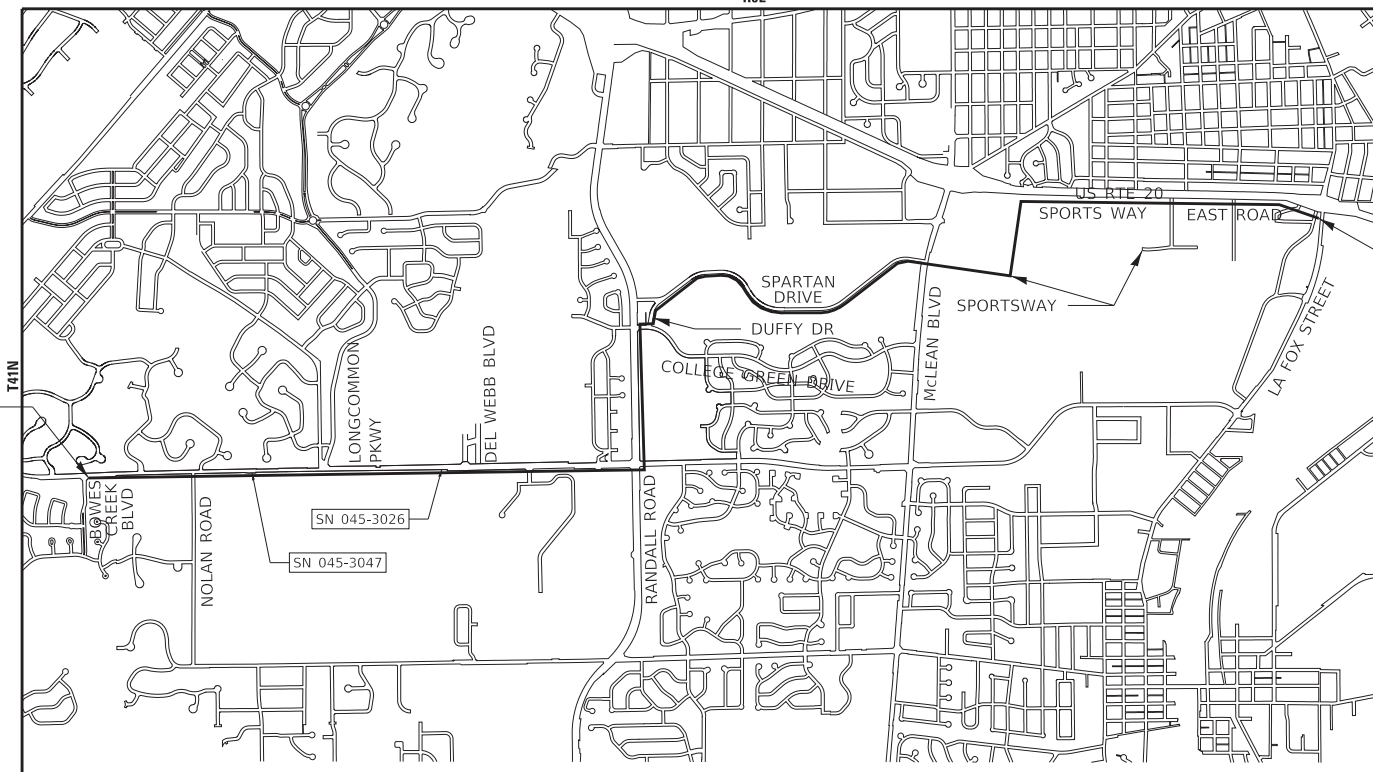 US RTE 20
SPORTS WAY
EAST ROAD
SPARTAN
DRIVE
SPORTSWAY
DUFFY DR
COLLEGE GREEN DRIVE
McLEAN BLVD
LA FOX STREET
T41N
LONGCOMMON
PKWY
DEL WEBB BLVD
BOWES
CREEK
BLVD
NOLAN ROAD
SN 045-3026
SN 045-3047
RANDALL ROAD